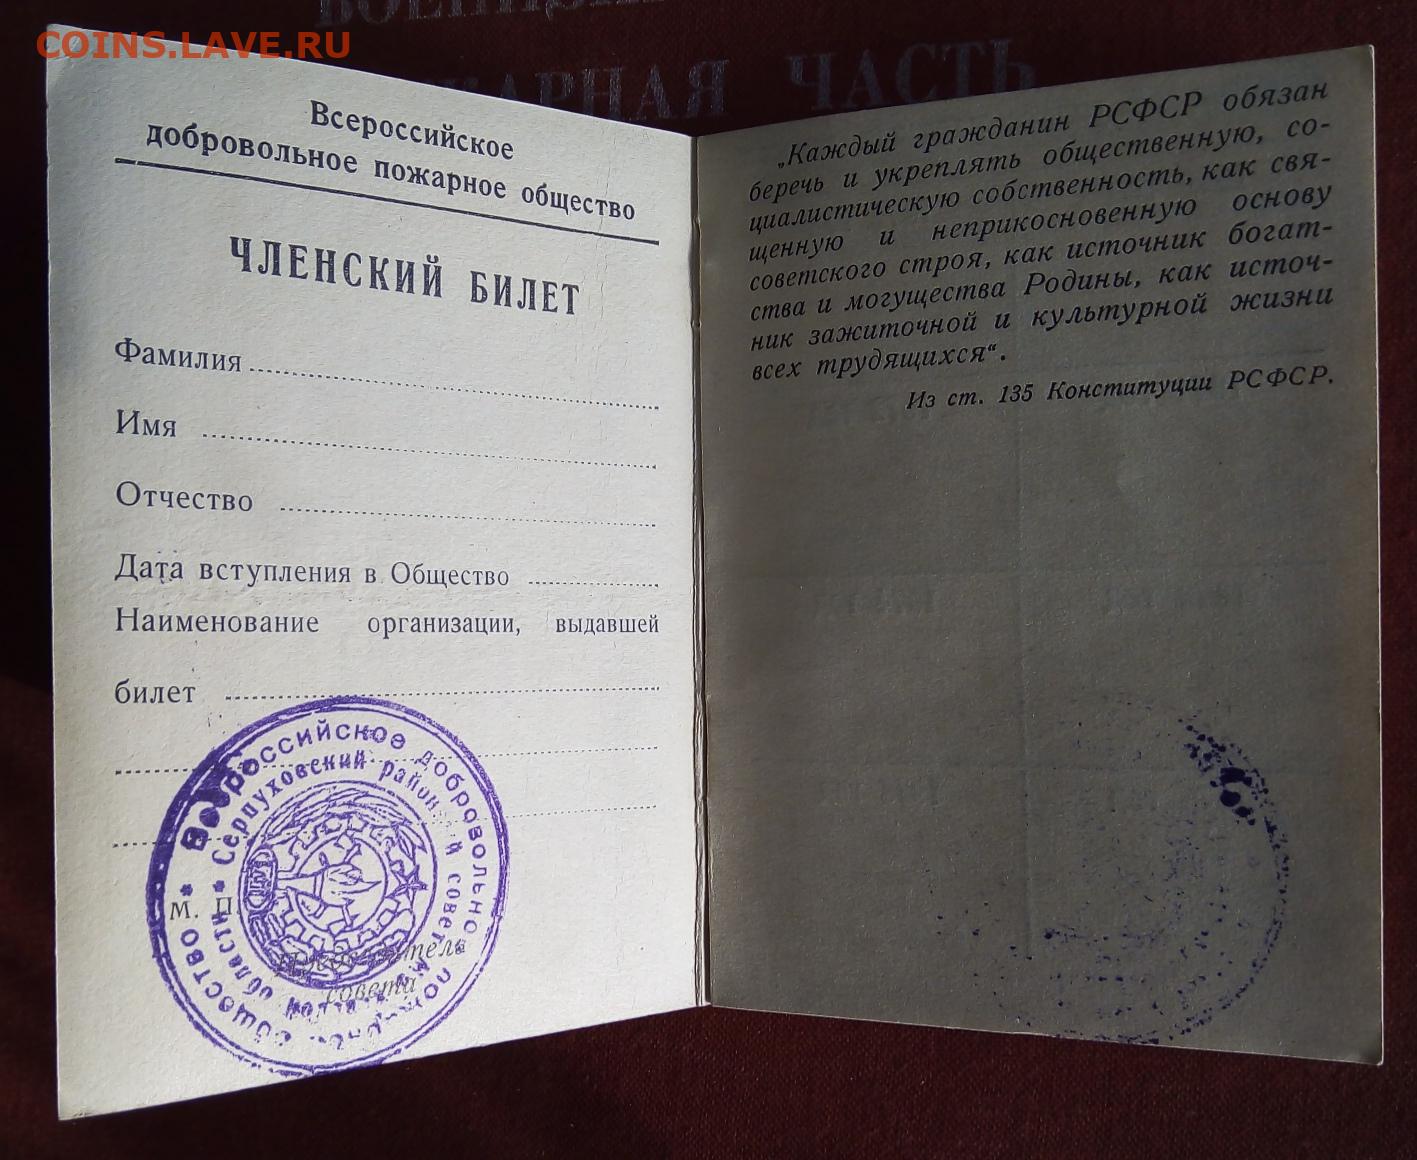 COINS.LAVE.RU
ЧАСТЬ
Всероссийское
добровольное пожарное общество
ЧЛЕНСКИЙ БИЛЕТ
Фамилия
Имя
Отчество
Дата вступления в Общество
Наименование организации, выдавшей
билет
М. П.
Председатель
совета
Всероссийское добровольно пожарное общество
Серпуховский районный совет Московской области
„Каждый гражданин РСФСР обязан
беречь и укреплять общественную, со-
циалистическую собственность, как свя-
щенную и неприкосновенную основу
советского строя, как источник богат-
ства и могущества Родины, как источ-
ник зажиточной и культурной жизни
всех трудящихся“.
Из ст. 135 Конституции РСФСР.